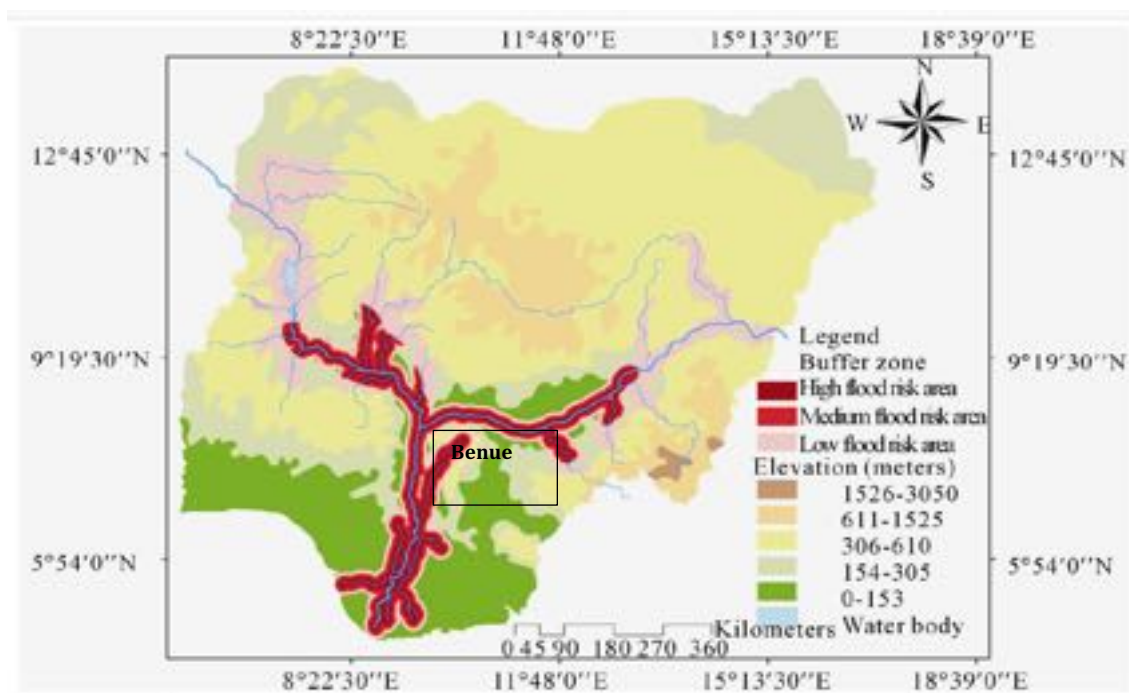 8°22'30''E 11°48'0''E 15°13'30''E 18°39'0''E
N
W E
S
12°45'0''N 12°45'0''N
Legend
Buffer zone
9°19'30''N 9°19'30''N
High flood risk area
Medium flood risk area
Low flood risk area
Benue
Elevation (meters)
1526-3050
611-1525
306-610
5°54'0''N 5°54'0''N
154-305
0-153
Kilometers Water body
0 45 90 180 270 360
8°22'30''E 11°48'0''E 15°13'30''E 18°39'0''E